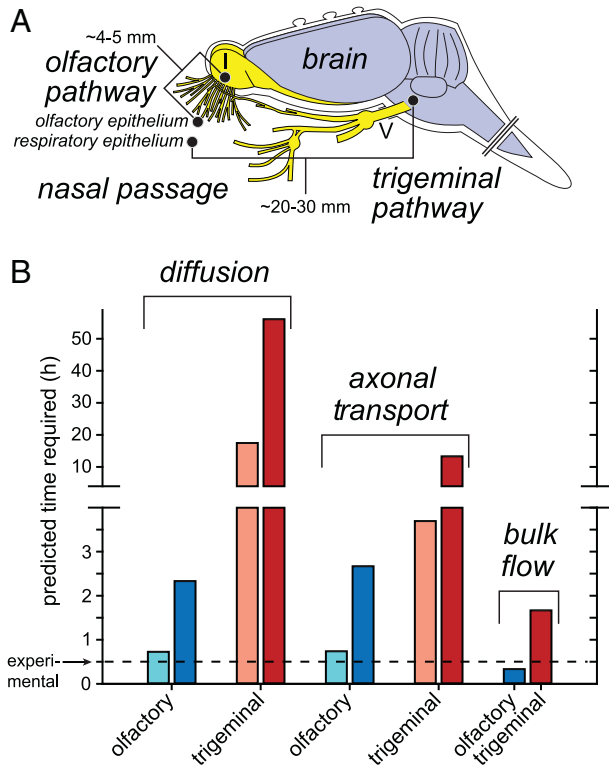 A
~4-5 mm
olfactory
pathway
I
brain
olfactory epithelium
respiratory epithelium
V
nasal passage
~20-30 mm
trigeminal
pathway
B
diffusion
axonal
transport
bulk
flow
predicted time required (h)
50
40
30
20
10
3
2
1
0
experi-
mental
olfactory
trigeminal
olfactory
trigeminal
olfactory
trigeminal